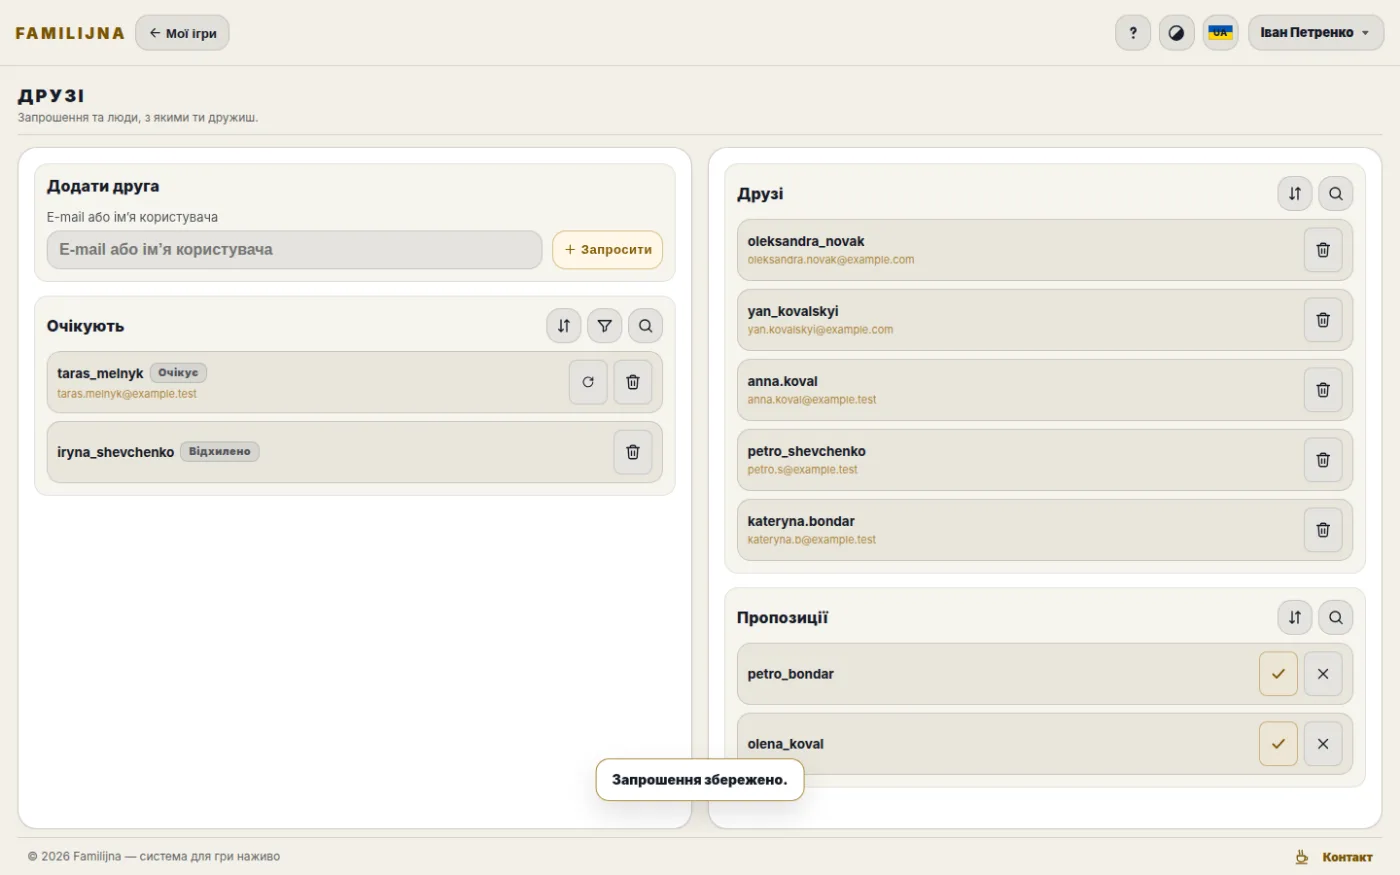 FAMILIJNA
← Мої ігри
?
UA
Іван Петренко
ДРУЗІ
Запрошення та люди, з якими ти дружиш.
Додати друга
E-mail або ім’я користувача
E-mail або ім’я користувача
+ Запросити
Очікують
taras_melnyk Очікує
taras.melnyk@example.test
iryna_shevchenko Відхилено
Друзі
oleksandra_novak
oleksandra.novak@example.com
yan_kovalskyi
yan.kovalskyi@example.com
anna.koval
anna.koval@example.test
petro_shevchenko
petro.s@example.test
kateryna.bondar
kateryna.b@example.test
Пропозиції
petro_bondar
olena_koval
Запрошення збережено.
© 2026 Familijna — система для гри наживо
Контакт